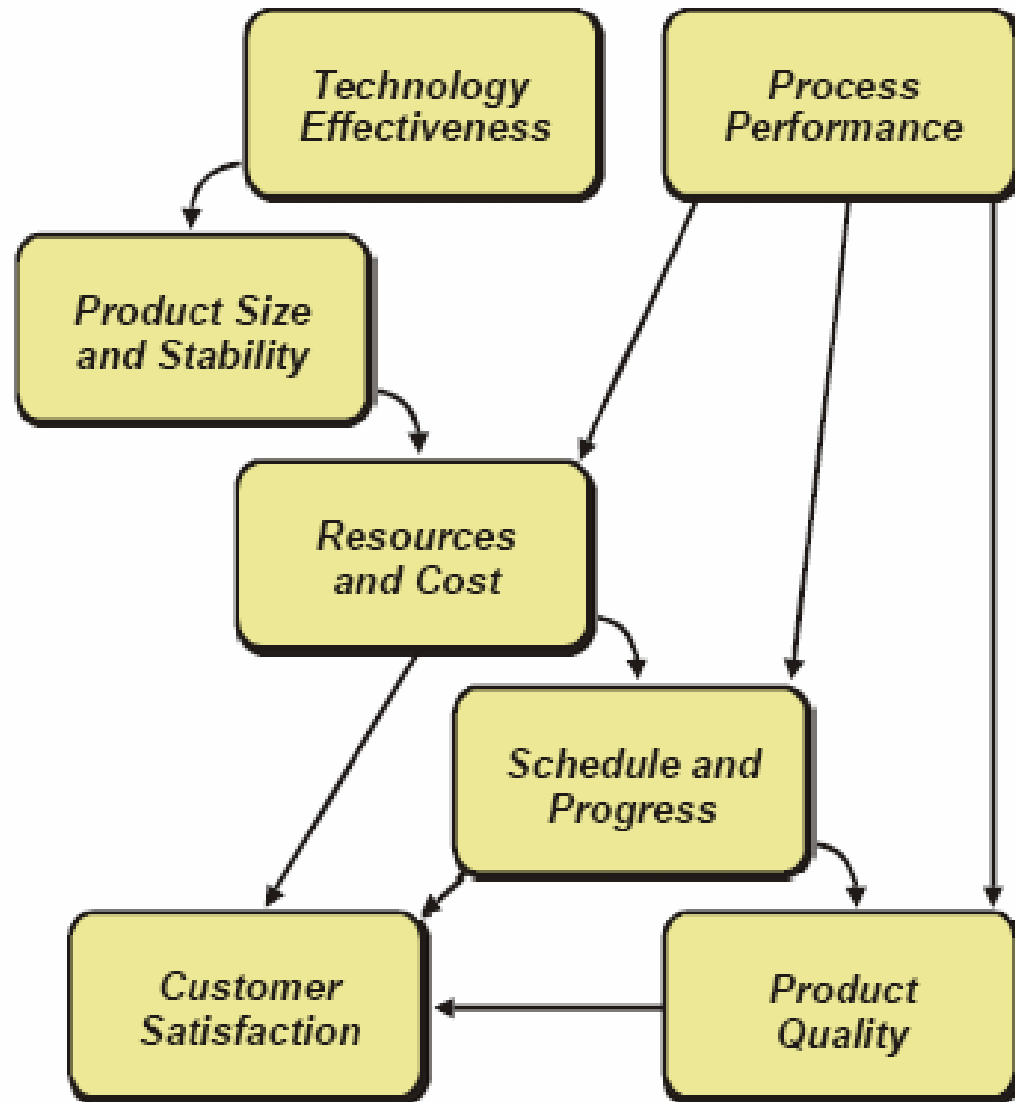 Technology
Effectiveness
Process
Performance
Product Size
and Stability
Resources
and Cost
Schedule and
Progress
Customer
Satisfaction
Product
Quality